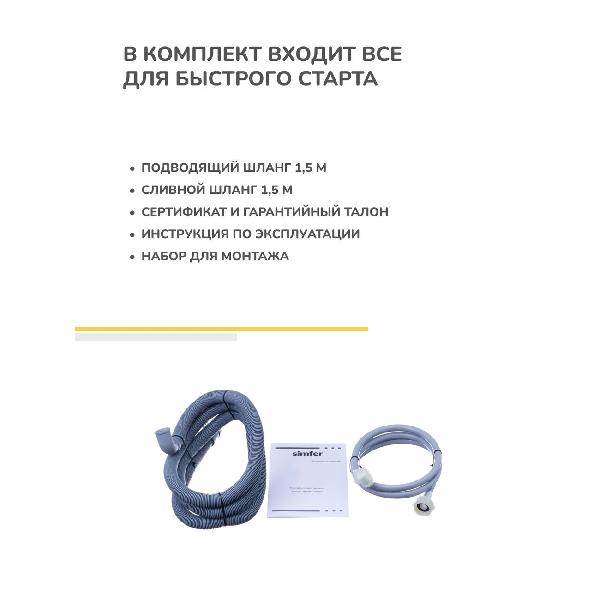 В КОМПЛЕКТ ВХОДИТ ВСЕ
ДЛЯ БЫСТРОГО СТАРТА
• ПОДВОДЯЩИЙ ШЛАНГ 1,5 М
• СЛИВНОЙ ШЛАНГ 1,5 М
• СЕРТИФИКАТ И ГАРАНТИЙНЫЙ ТАЛОН
• ИНСТРУКЦИЯ ПО ЭКСПЛУАТАЦИИ
• НАБОР ДЛЯ МОНТАЖА
simfer